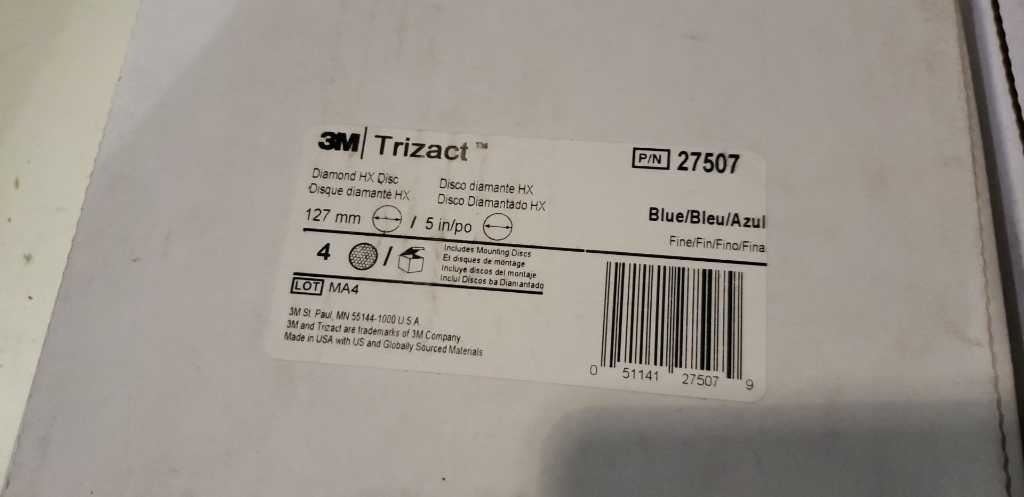 3M Trizact™
P/N 27507
Diamond HX Disc
Disque diamanté HX
Disco diamante HX
Disco Diamantado HX
127 mm / 5 in/po
Blue/Bleu/Azul
Fine/Fin/Fino/Fina
4 /
Includes Mounting Discs
Et disques de montage
Incluye discos del montaje
Inclui Discos ba Diamantado
LOT MA4
3M St. Paul, MN 55144-1000 U.S.A
3M and Trizact are trademarks of 3M Company
Made in USA with US and Globally Sourced Materials
0 51141 27507 9